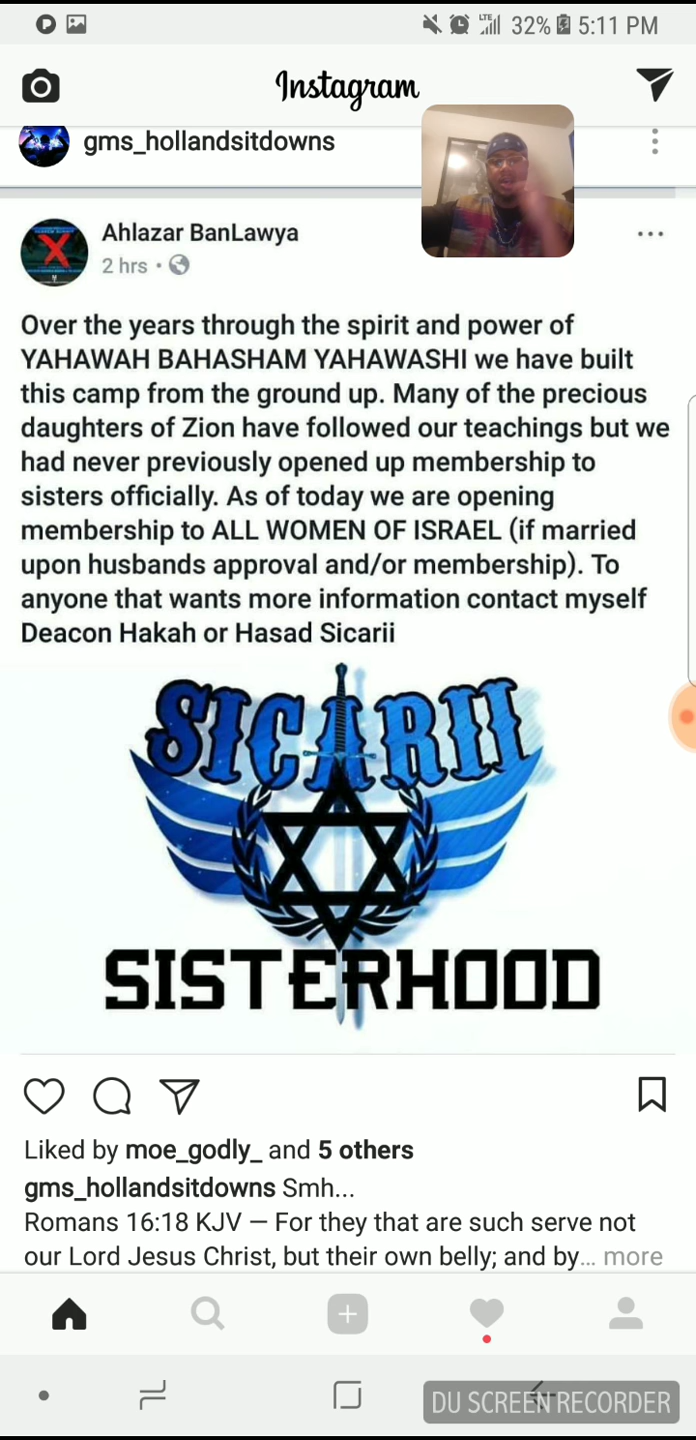 LTE 32% 5:11 PM
Instagram
gms_hollandsitdowns
Ahlazar BanLawya
2 hrs
Over the years through the spirit and power of
YAHAWAH BAHASHAM YAHAWASHI we have built
this camp from the ground up. Many of the precious
daughters of Zion have followed our teachings but we
had never previously opened up membership to
sisters officially. As of today we are opening
membership to ALL WOMEN OF ISRAEL (if married
upon husbands approval and/or membership). To
anyone that wants more information contact myself
Deacon Hakah or Hasad Sicarii
SICARII
SISTERHOOD
Liked by moe_godly_ and 5 others
gms_hollandsitdowns Smh...
Romans 16:18 KJV — For they that are such serve not
our Lord Jesus Christ, but their own belly; and by... more
DU SCREEN RECORDER